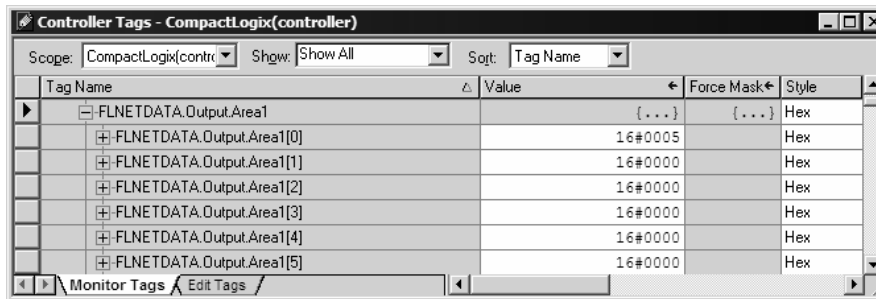 Controller Tags - CompactLogix(controller)
Scope: CompactLogix(contro Show: Show All Sort: Tag Name
Tag Name Value Force Mask Style
FLNETDATA.Output.Area1 {...} {...} Hex
FLNETDATA.Output.Area1[0] 16#0005 Hex
FLNETDATA.Output.Area1[1] 16#0000 Hex
FLNETDATA.Output.Area1[2] 16#0000 Hex
FLNETDATA.Output.Area1[3] 16#0000 Hex
FLNETDATA.Output.Area1[4] 16#0000 Hex
FLNETDATA.Output.Area1[5] 16#0000 Hex
Monitor Tags Edit Tags